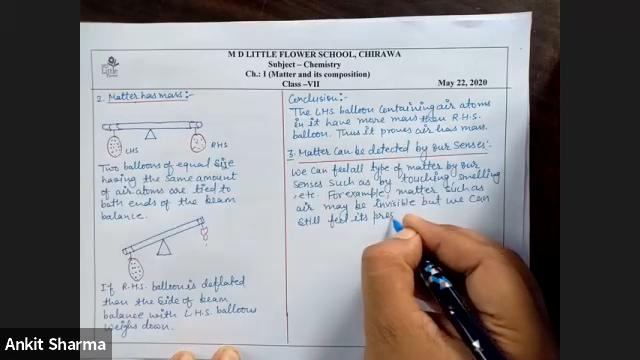 M D LITTLE FLOWER SCHOOL, CHIRAWA
Subject – Chemistry
Ch.: I (Matter and its composition)
Class –VII
May 22, 2020
2. Matter has mass:-
LHS
RHS
Two balloons of equal size
having the same amount
of air atoms are tied to
both ends of the beam
balance.
If R.H.S. balloon is deflated
then the side of beam
balance with L.H.S. balloon
weighs down.
Conclusion:-
The LHS balloon containing air atoms
in it have more mass than R.H.S.
balloon. Thus it proves air has mass.
3. Matter can be detected by our senses:-
We can feel all type of matter by our
senses such as by touching, smelling
, etc. For example, matter such as
air may be invisible but we can
still feel its pres
Ankit Sharma